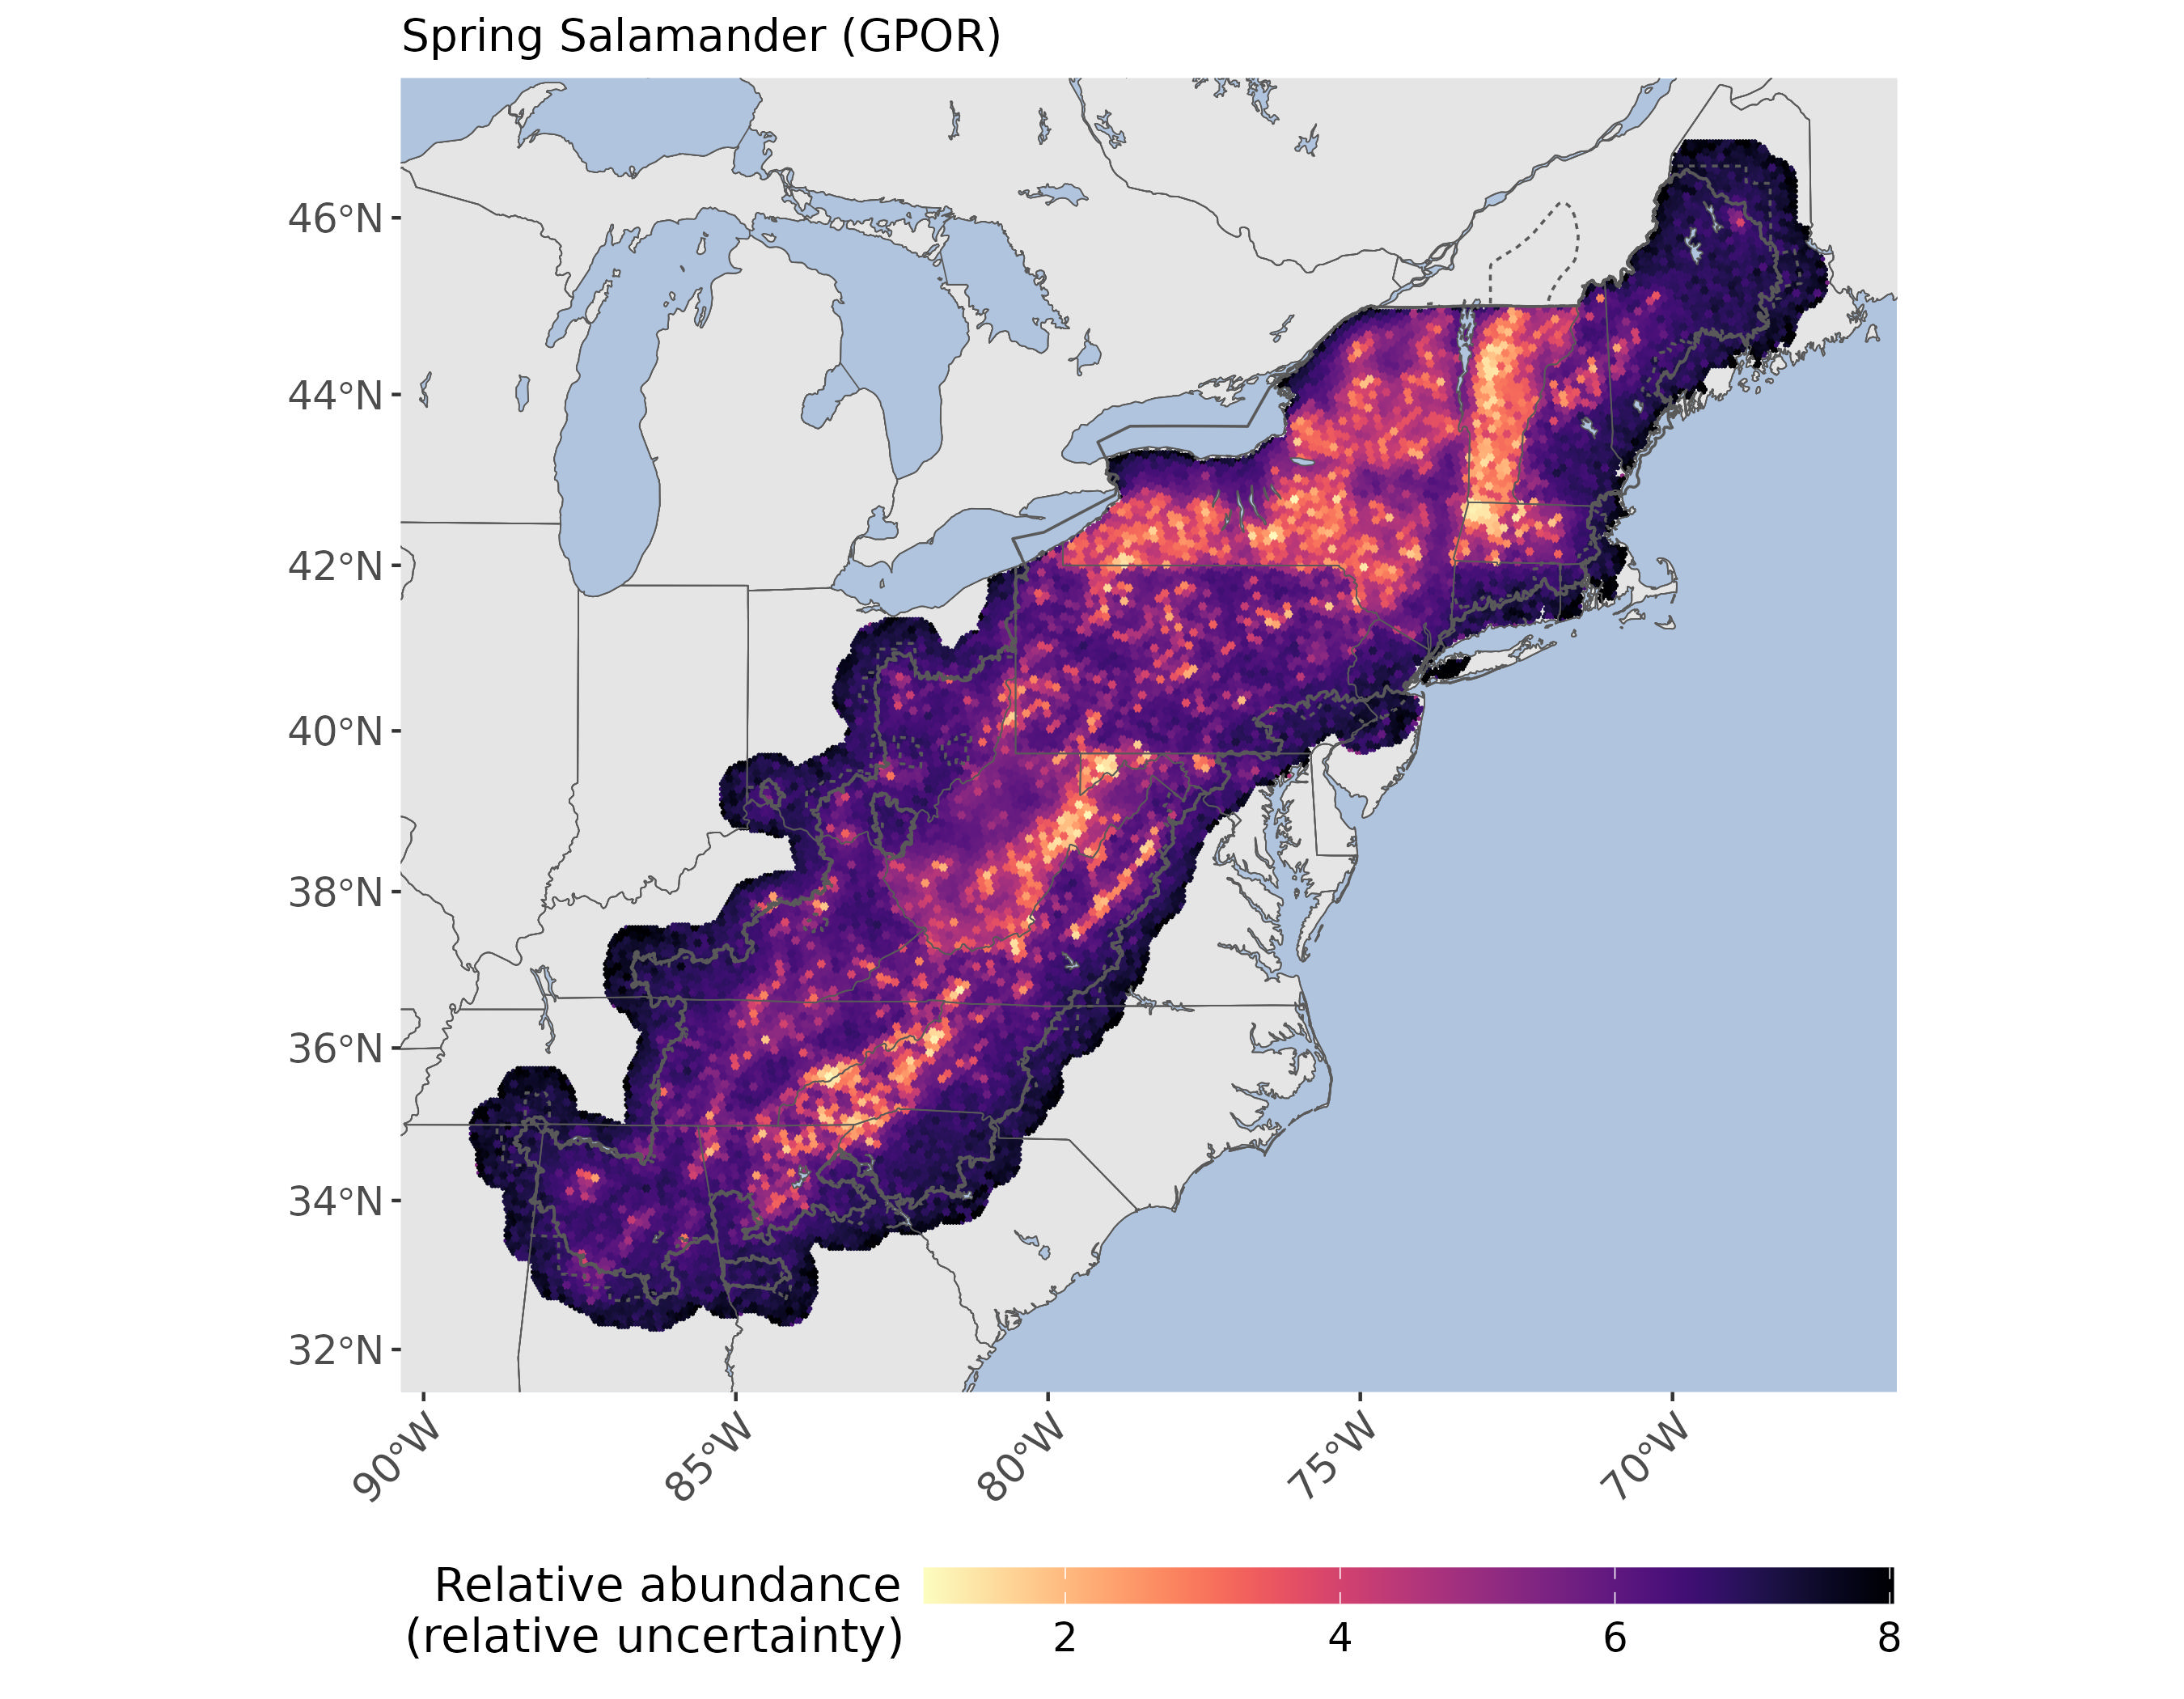 Spring Salamander (GPOR)
46°N
44°N
42°N
40°N
38°N
36°N
34°N
32°N
90°W
85°W
80°W
75°W
70°W
Relative abundance
(relative uncertainty)
2
4
6
8